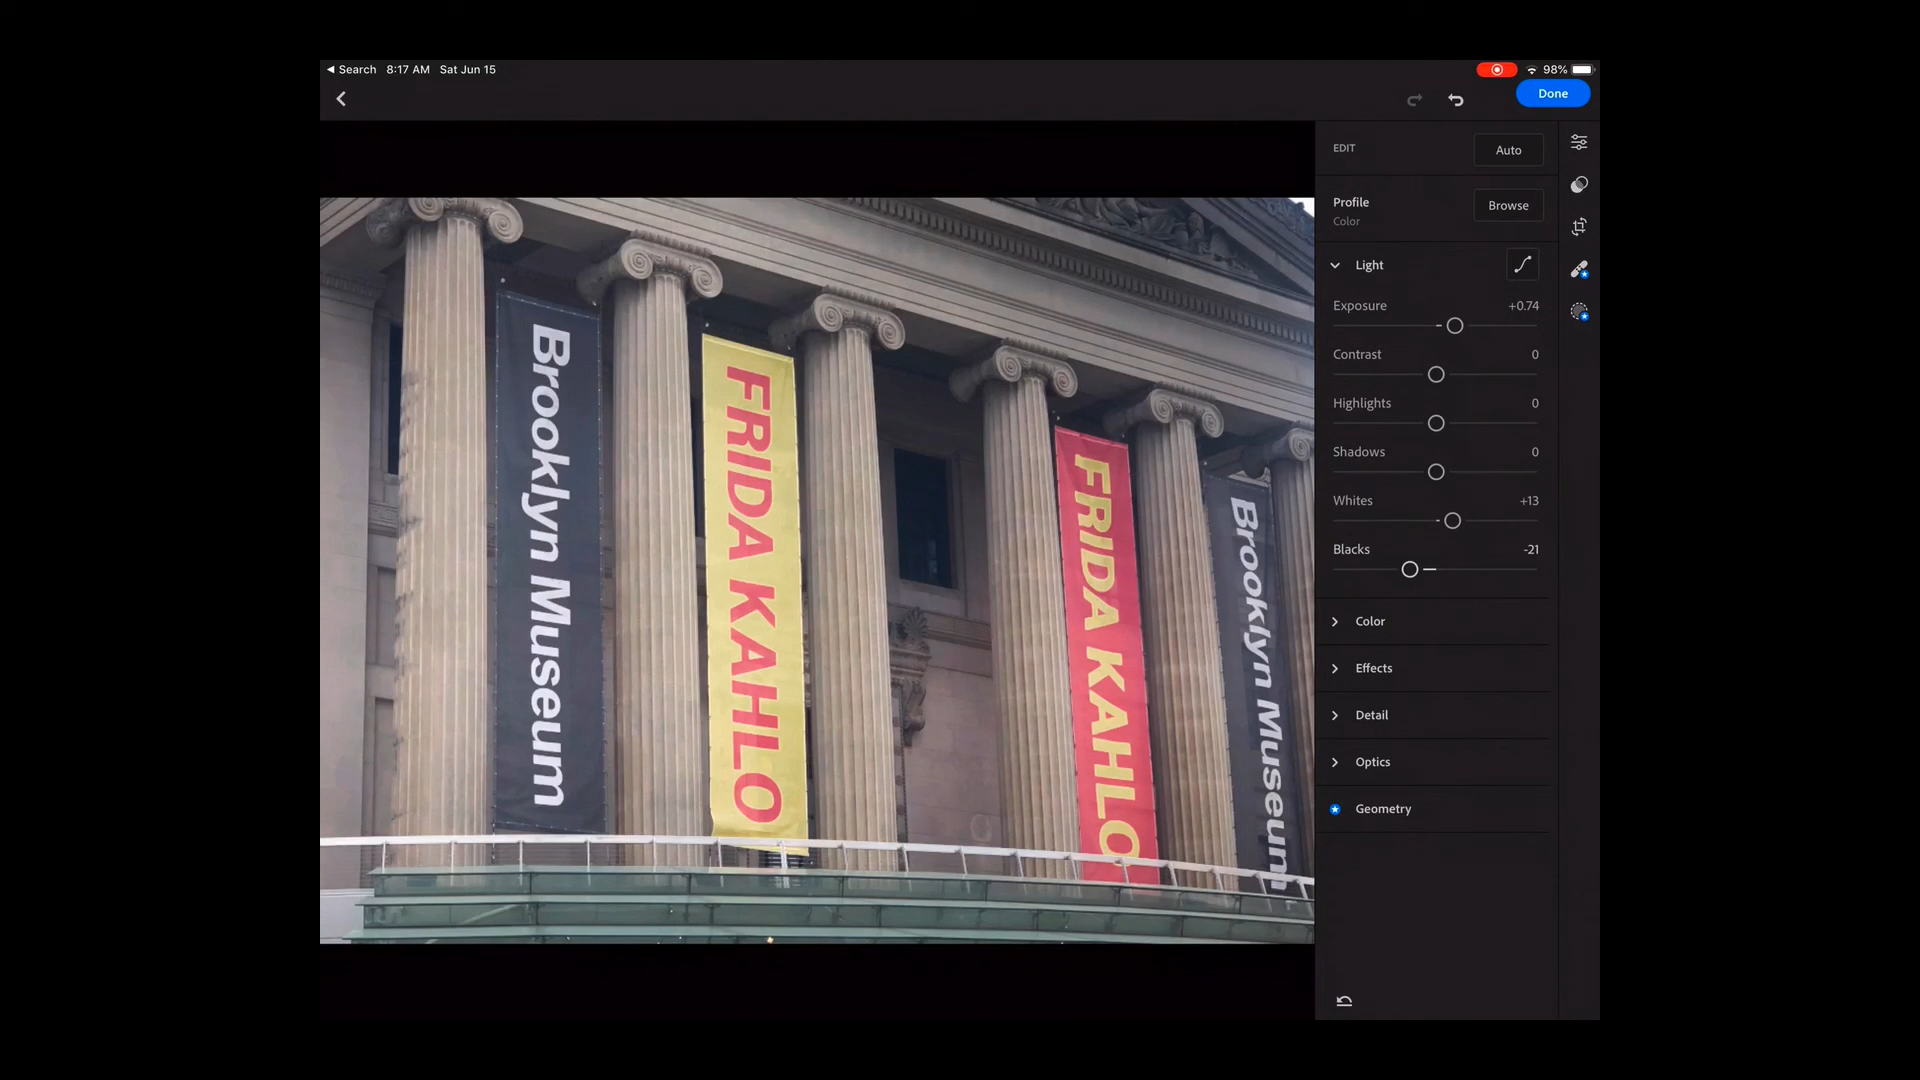 Search 8:17 AM Sat Jun 15
98%
Done
EDIT
Auto
Profile
Color
Browse
Light
Exposure +0.74
Contrast 0
Highlights 0
Shadows 0
Whites +13
Blacks -21
Color
Effects
Detail
Optics
Geometry
Brooklyn Museum
FRIDA KAHLO
FRIDA KAHLO
Brooklyn Museum